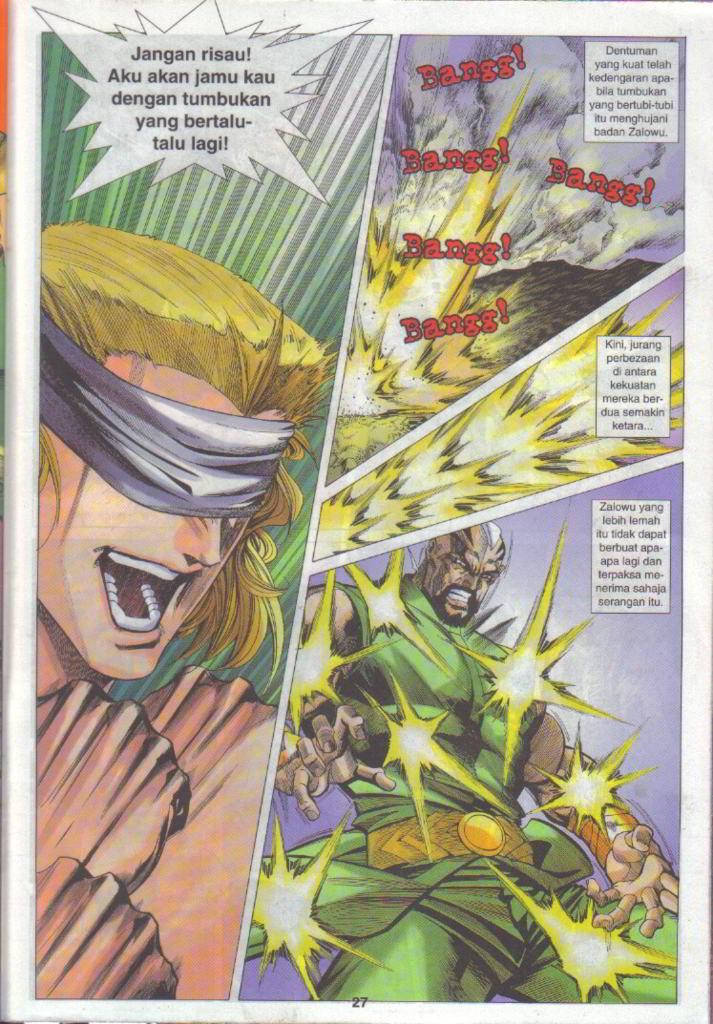 Jangan risau!
Aku akan jamu kau
dengan tumbukan
yang bertalu-
talu lagi!
Bangg!
Bangg!
Bangg!
Bangg!
Bangg!
Dentuman
yang kuat telah
kedengaran apa-
bila tumbukan
yang bertubi-tubi
itu menghujani
badan Zalowu.
Kini, jurang
perbezaan
di antara
kekuatan
mereka ber-
dua semakin
ketara...
Zalowu yang
lebih lemah
itu tidak dapat
berbuat apa-
apa lagi dan
terpaksa me-
nerima sahaja
serangan itu.
27